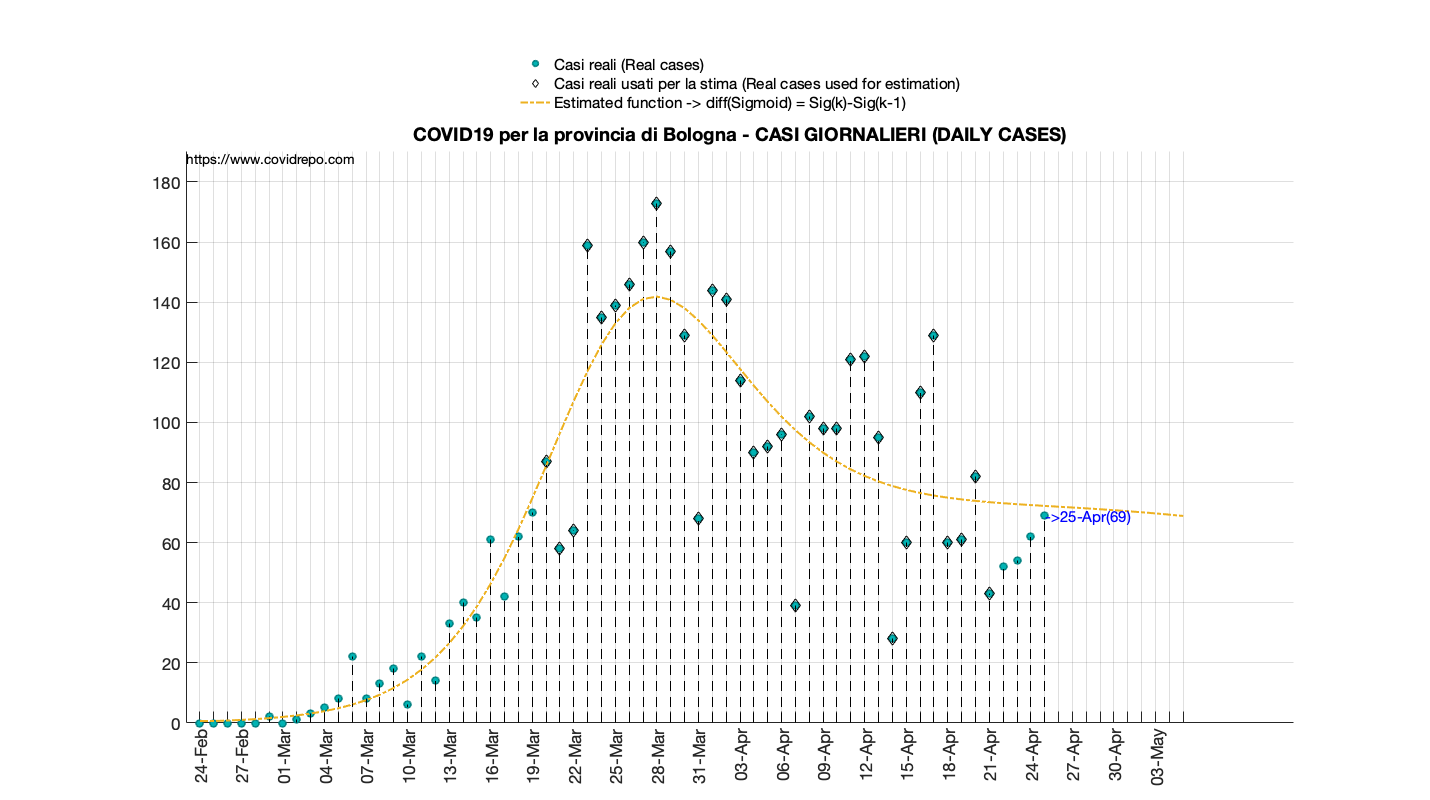 Casi reali (Real cases)
Casi reali usati per la stima (Real cases used for estimation)
Estimated function -> diff(Sigmoid) = Sig(k)-Sig(k-1)
COVID19 per la provincia di Bologna - CASI GIORNALIERI (DAILY CASES)
https://www.covidrepo.com
180
160
140
120
100
80
60
40
20
0
->25-Apr(69)
24-Feb
27-Feb
01-Mar
04-Mar
07-Mar
10-Mar
13-Mar
16-Mar
19-Mar
22-Mar
25-Mar
28-Mar
31-Mar
03-Apr
06-Apr
09-Apr
12-Apr
15-Apr
18-Apr
21-Apr
24-Apr
27-Apr
30-Apr
03-May